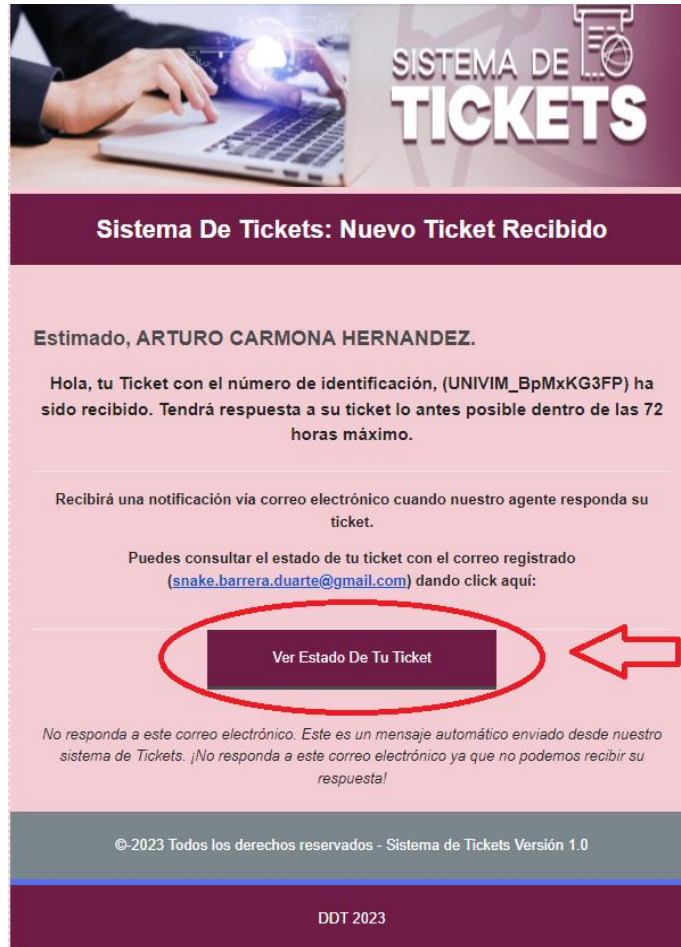 SISTEMA DE
TICKETS
Sistema De Tickets: Nuevo Ticket Recibido
Estimado, ARTURO CARMONA HERNANDEZ.
Hola, tu Ticket con el número de identificación, (UNIVIM_BpMxKG3FP) ha
sido recibido. Tendrá respuesta a su ticket lo antes posible dentro de las 72
horas máximo.
Recibirá una notificación vía correo electrónico cuando nuestro agente responda su
ticket.
Puedes consultar el estado de tu ticket con el correo registrado
(snake.barrera.duarte@gmail.com) dando click aquí:
Ver Estado De Tu Ticket
No responda a este correo electrónico. Este es un mensaje automático enviado desde nuestro
sistema de Tickets. ¡No responda a este correo electrónico ya que no podemos recibir su
respuesta!
©-2023 Todos los derechos reservados - Sistema de Tickets Versión 1.0
DDT 2023